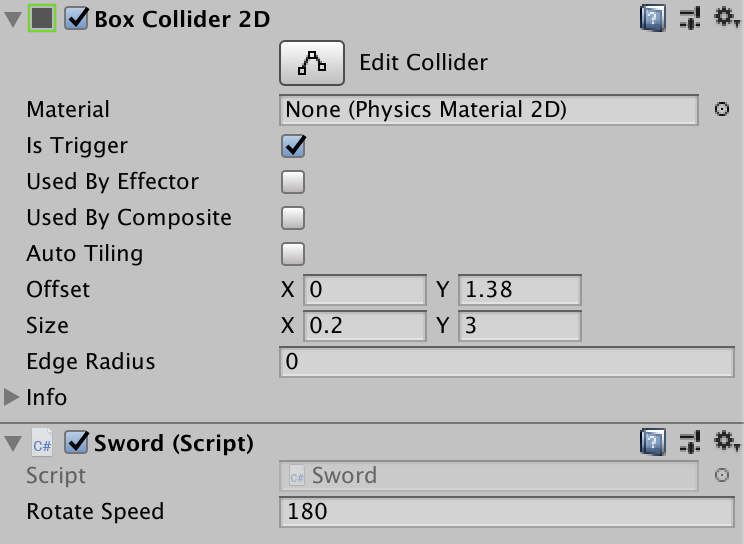 Box Collider 2D
Edit Collider
Material None (Physics Material 2D)
Is Trigger
Used By Effector
Used By Composite
Auto Tiling
Offset X 0 Y 1.38
Size X 0.2 Y 3
Edge Radius 0
Info
C# Sword (Script)
Script C# Sword
Rotate Speed 180